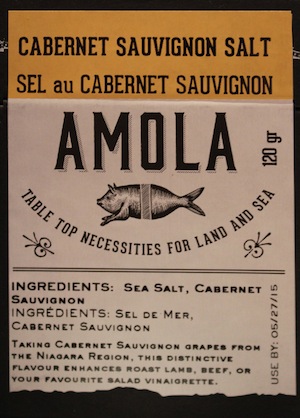 CABERNET SAUVIGNON SALT
SEL au CABERNET SAUVIGNON
AMOLA
120 gr
TABLE TOP NECESSITIES FOR LAND AND SEA
INGREDIENTS: SEA SALT, CABERNET
SAUVIGNON
INGRÉDIENTS: SEL DE MER,
CABERNET SAUVIGNON
TAKING CABERNET SAUVIGNON GRAPES FROM
THE NIAGARA REGION, THIS DISTINCTIVE
FLAVOUR ENHANCES ROAST LAMB, BEEF, OR
YOUR FAVOURITE SALAD VINAIGRETTE.
USE BY: 05/27/15